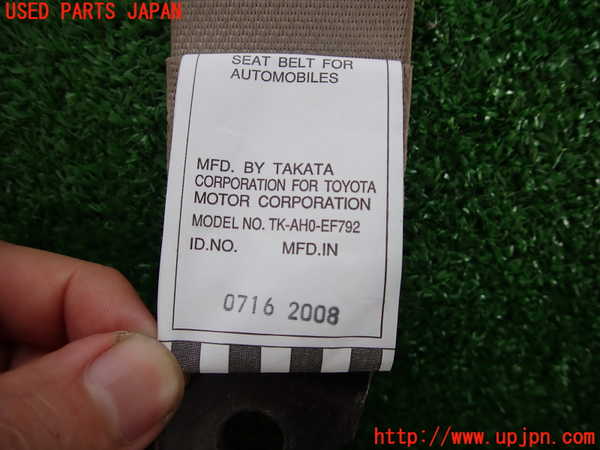 USED PARTS JAPAN
SEAT BELT FOR
AUTOMOBILES
MFD. BY TAKATA
CORPORATION FOR TOYOTA
MOTOR CORPORATION
MODEL NO. TK-AH0-EF792
ID.NO. MFD.IN
0716 2008
http://www.upjpn.com/